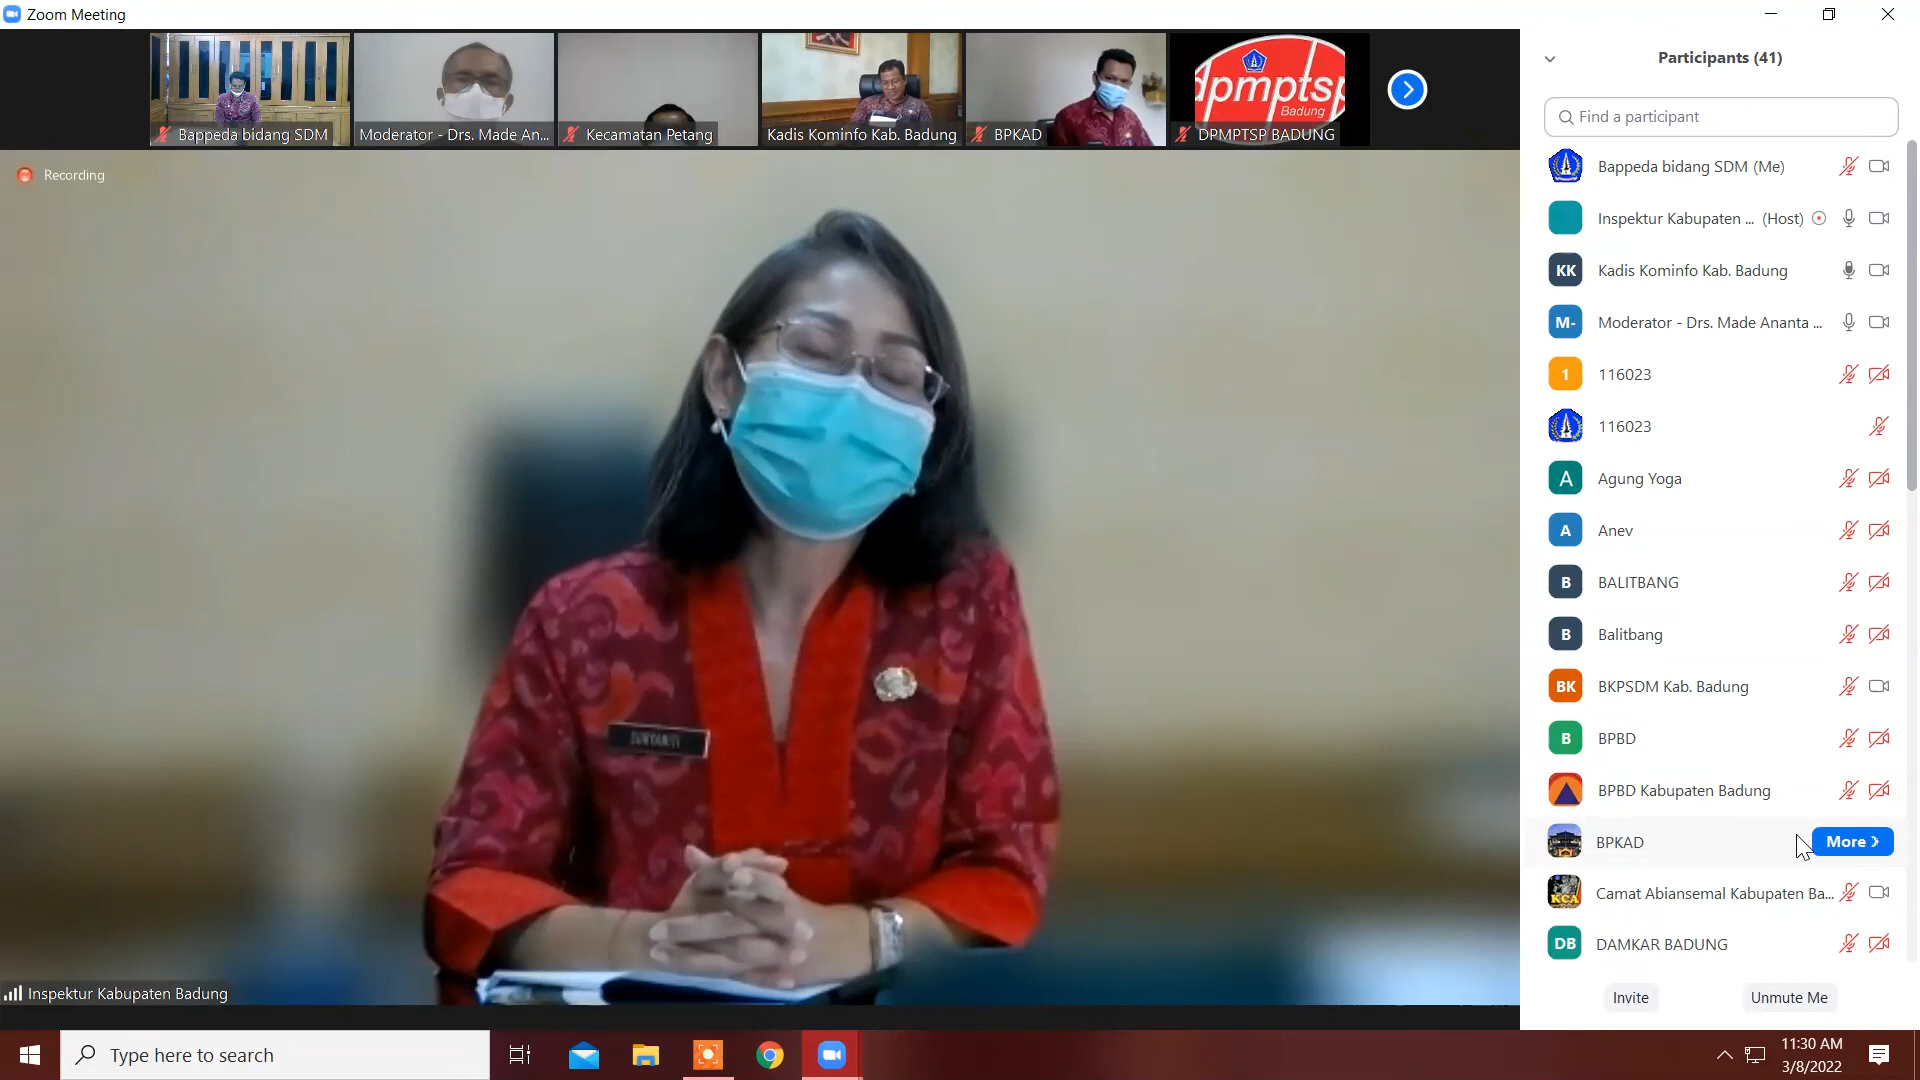 Zoom Meeting
Bappeda bidang SDM
Moderator - Drs. Made An...
Kecamatan Petang
Kadis Kominfo Kab. Badung
BPKAD
dpmptsp
Badung
DPMPTSP BADUNG
Recording
Inspektur Kabupaten Badung
Participants (41)
Find a participant
Bappeda bidang SDM (Me)
Inspektur Kabupaten ... (Host)
KK Kadis Kominfo Kab. Badung
M- Moderator - Drs. Made Ananta ...
1 116023
116023
A Agung Yoga
A Anev
B BALITBANG
B Balitbang
BK BKPSDM Kab. Badung
B BPBD
BPBD Kabupaten Badung
BPKAD More
KCA Camat Abiansemal Kabupaten Ba...
DB DAMKAR BADUNG
Invite Unmute Me
Type here to search
11:30 AM
3/8/2022